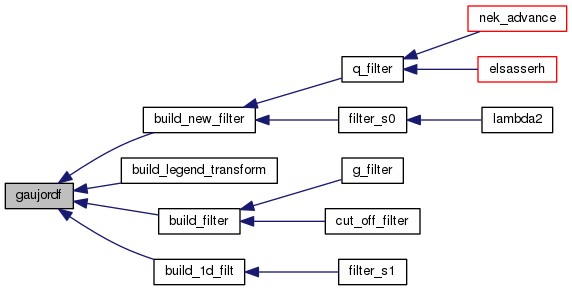 nek_advance
q_filter
elsasserh
build_new_filter
filter_s0
lambda2
build_legend_transform
g_filter
gaujordf
build_filter
cut_off_filter
build_1d_filt
filter_s1